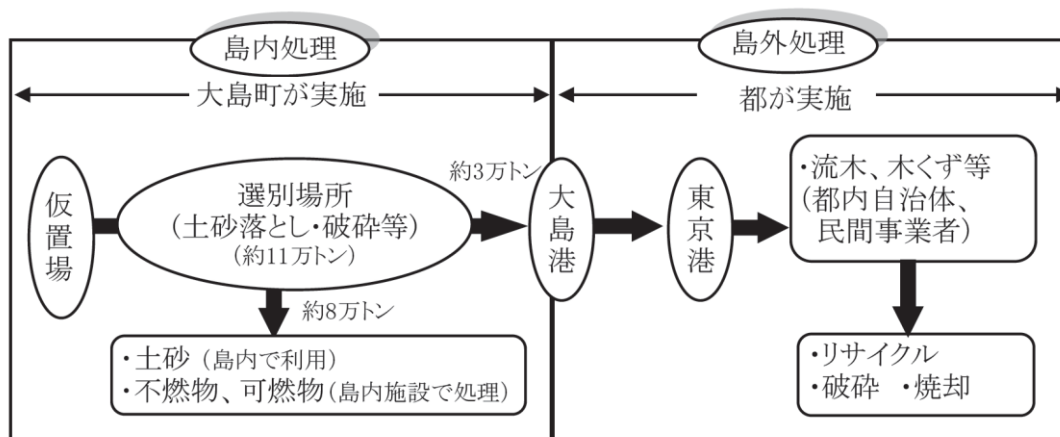 島内処理
島外処理
大島町が実施
都が実施
仮置場
選別場所
(土砂落とし・破砕等)
(約11万トン)
約3万トン
大島港
東京港
・流木、木くず等
(都内自治体、
民間事業者)
約8万トン
・土砂 (島内で利用)
・不燃物、可燃物(島内施設で処理)
・リサイクル
・破砕 ・焼却